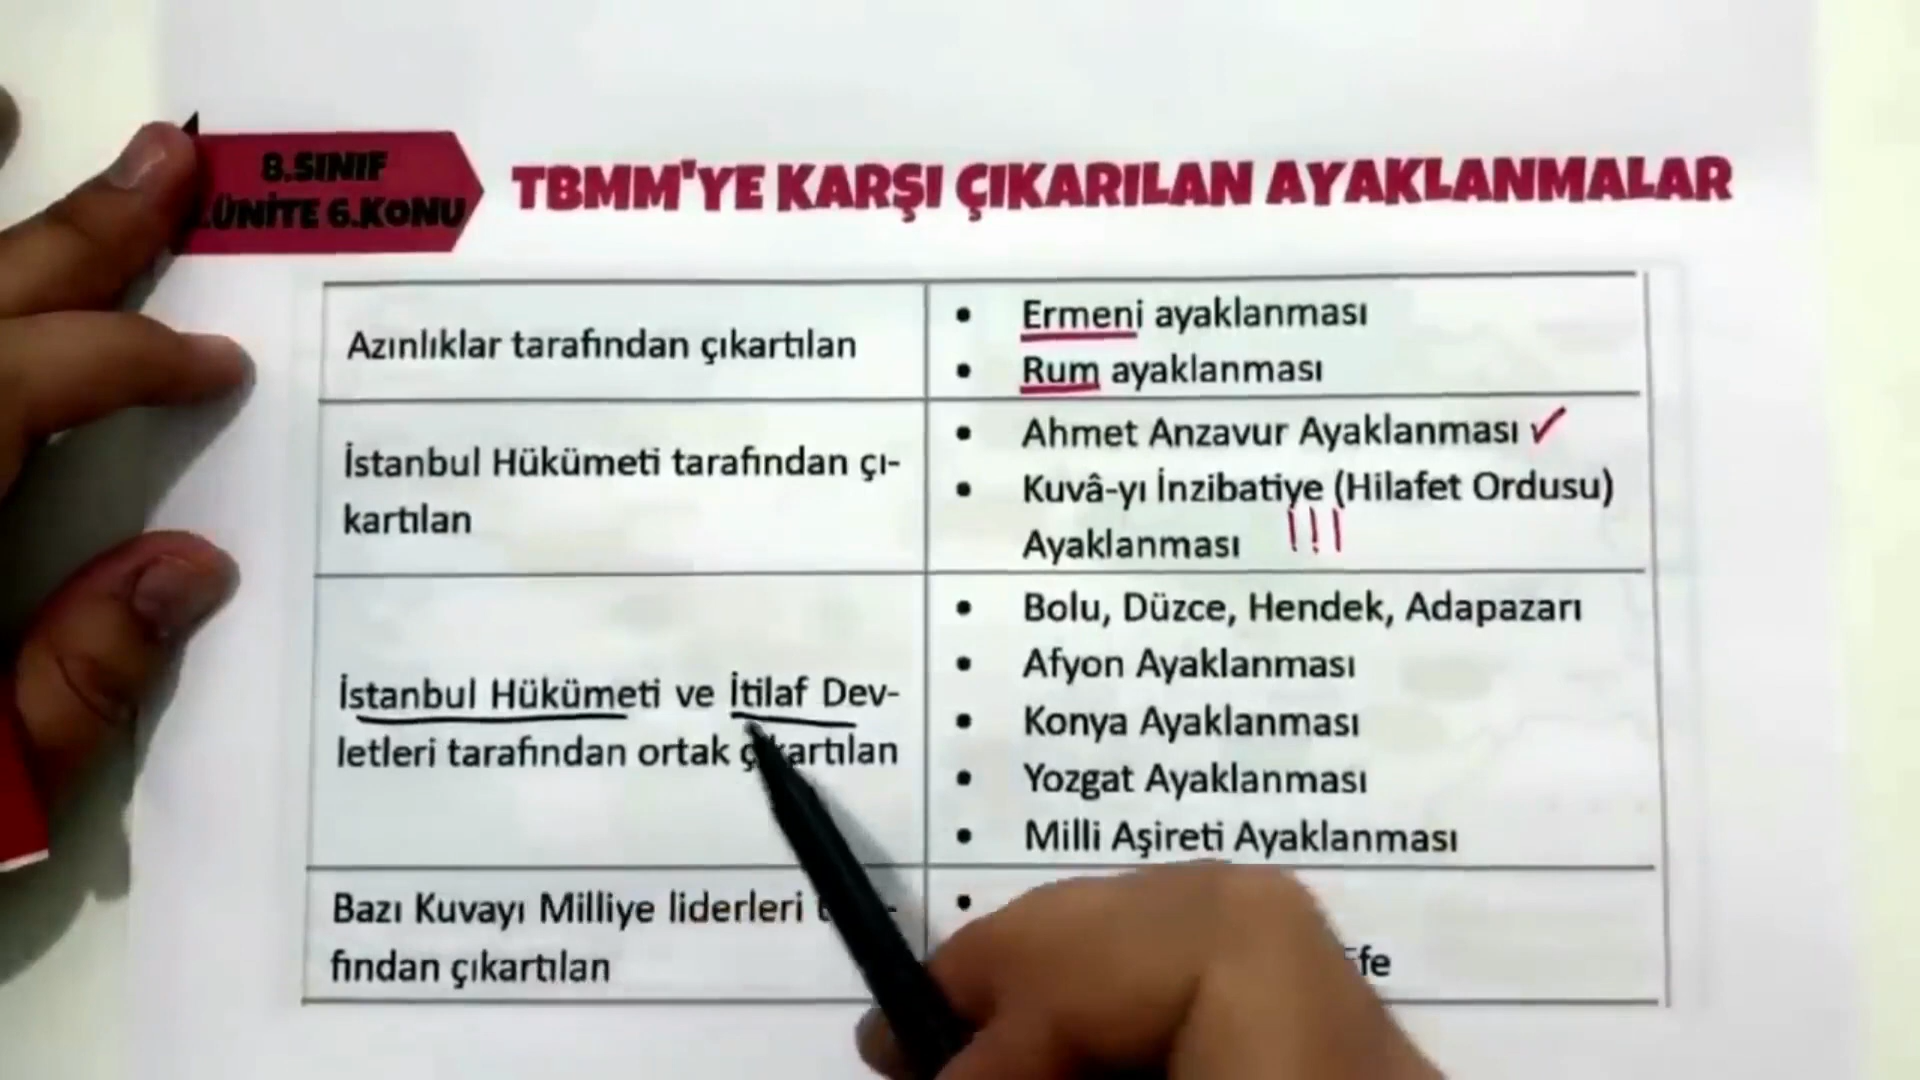 8.SINIF
ÜNİTE 6.KONU
TBMM'YE KARŞI ÇIKARILAN AYAKLANMALAR
Azınlıklar tarafından çıkartılan
• Ermeni ayaklanması
• Rum ayaklanması
İstanbul Hükümeti tarafından çı-
kartılan
• Ahmet Anzavur Ayaklanması ✓
• Kuvâ-yı İnzibatiye (Hilafet Ordusu)
Ayaklanması !!!
İstanbul Hükümeti ve İtilaf Dev-
letleri tarafından ortak çıkartılan
• Bolu, Düzce, Hendek, Adapazarı
• Afyon Ayaklanması
• Konya Ayaklanması
• Yozgat Ayaklanması
• Milli Aşireti Ayaklanması
Bazı Kuvayı Milliye liderleri
fından çıkartılan